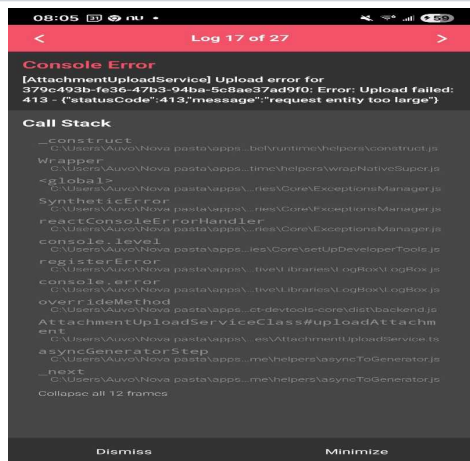 08:05
59
Log 17 of 27
Console Error
[AttachmentUploadService] Upload error for
379c493b-fe36-47b3-94ba-5c8ae37ad9f0: Error: Upload failed:
413 - {"statusCode":413,"message":"request entity too large"}
Call Stack
_construct
C:\Users\Auvo\Nova pasta\apps...bel\runtime\helpers\construct.js
Wrapper
C:\Users\Auvo\Nova pasta\apps...time\helpers\wrapNativeSuper.js
<global>
C:\Users\Auvo\Nova pasta\apps...ries\Core\ExceptionsManager.js
SyntheticError
C:\Users\Auvo\Nova pasta\apps...ries\Core\ExceptionsManager.js
reactConsoleErrorHandler
C:\Users\Auvo\Nova pasta\apps...ries\Core\ExceptionsManager.js
console.level
C:\Users\Auvo\Nova pasta\apps...ies\Core\setUpDeveloperTools.js
registerError
C:\Users\Auvo\Nova pasta\apps...tive\Libraries\LogBox\LogBox.js
console.error
C:\Users\Auvo\Nova pasta\apps...tive\Libraries\LogBox\LogBox.js
overrideMethod
C:\Users\Auvo\Nova pasta\apps...ct-devtools-core\dist\backend.js
AttachmentUploadServiceClass#uploadAttachm
ent
C:\Users\Auvo\Nova pasta\apps\...es\AttachmentUploadService.ts
asyncGeneratorStep
C:\Users\Auvo\Nova pasta\apps...me\helpers\asyncToGenerator.js
_next
C:\Users\Auvo\Nova pasta\apps...me\helpers\asyncToGenerator.js
Collapse all 12 frames
Dismiss
Minimize